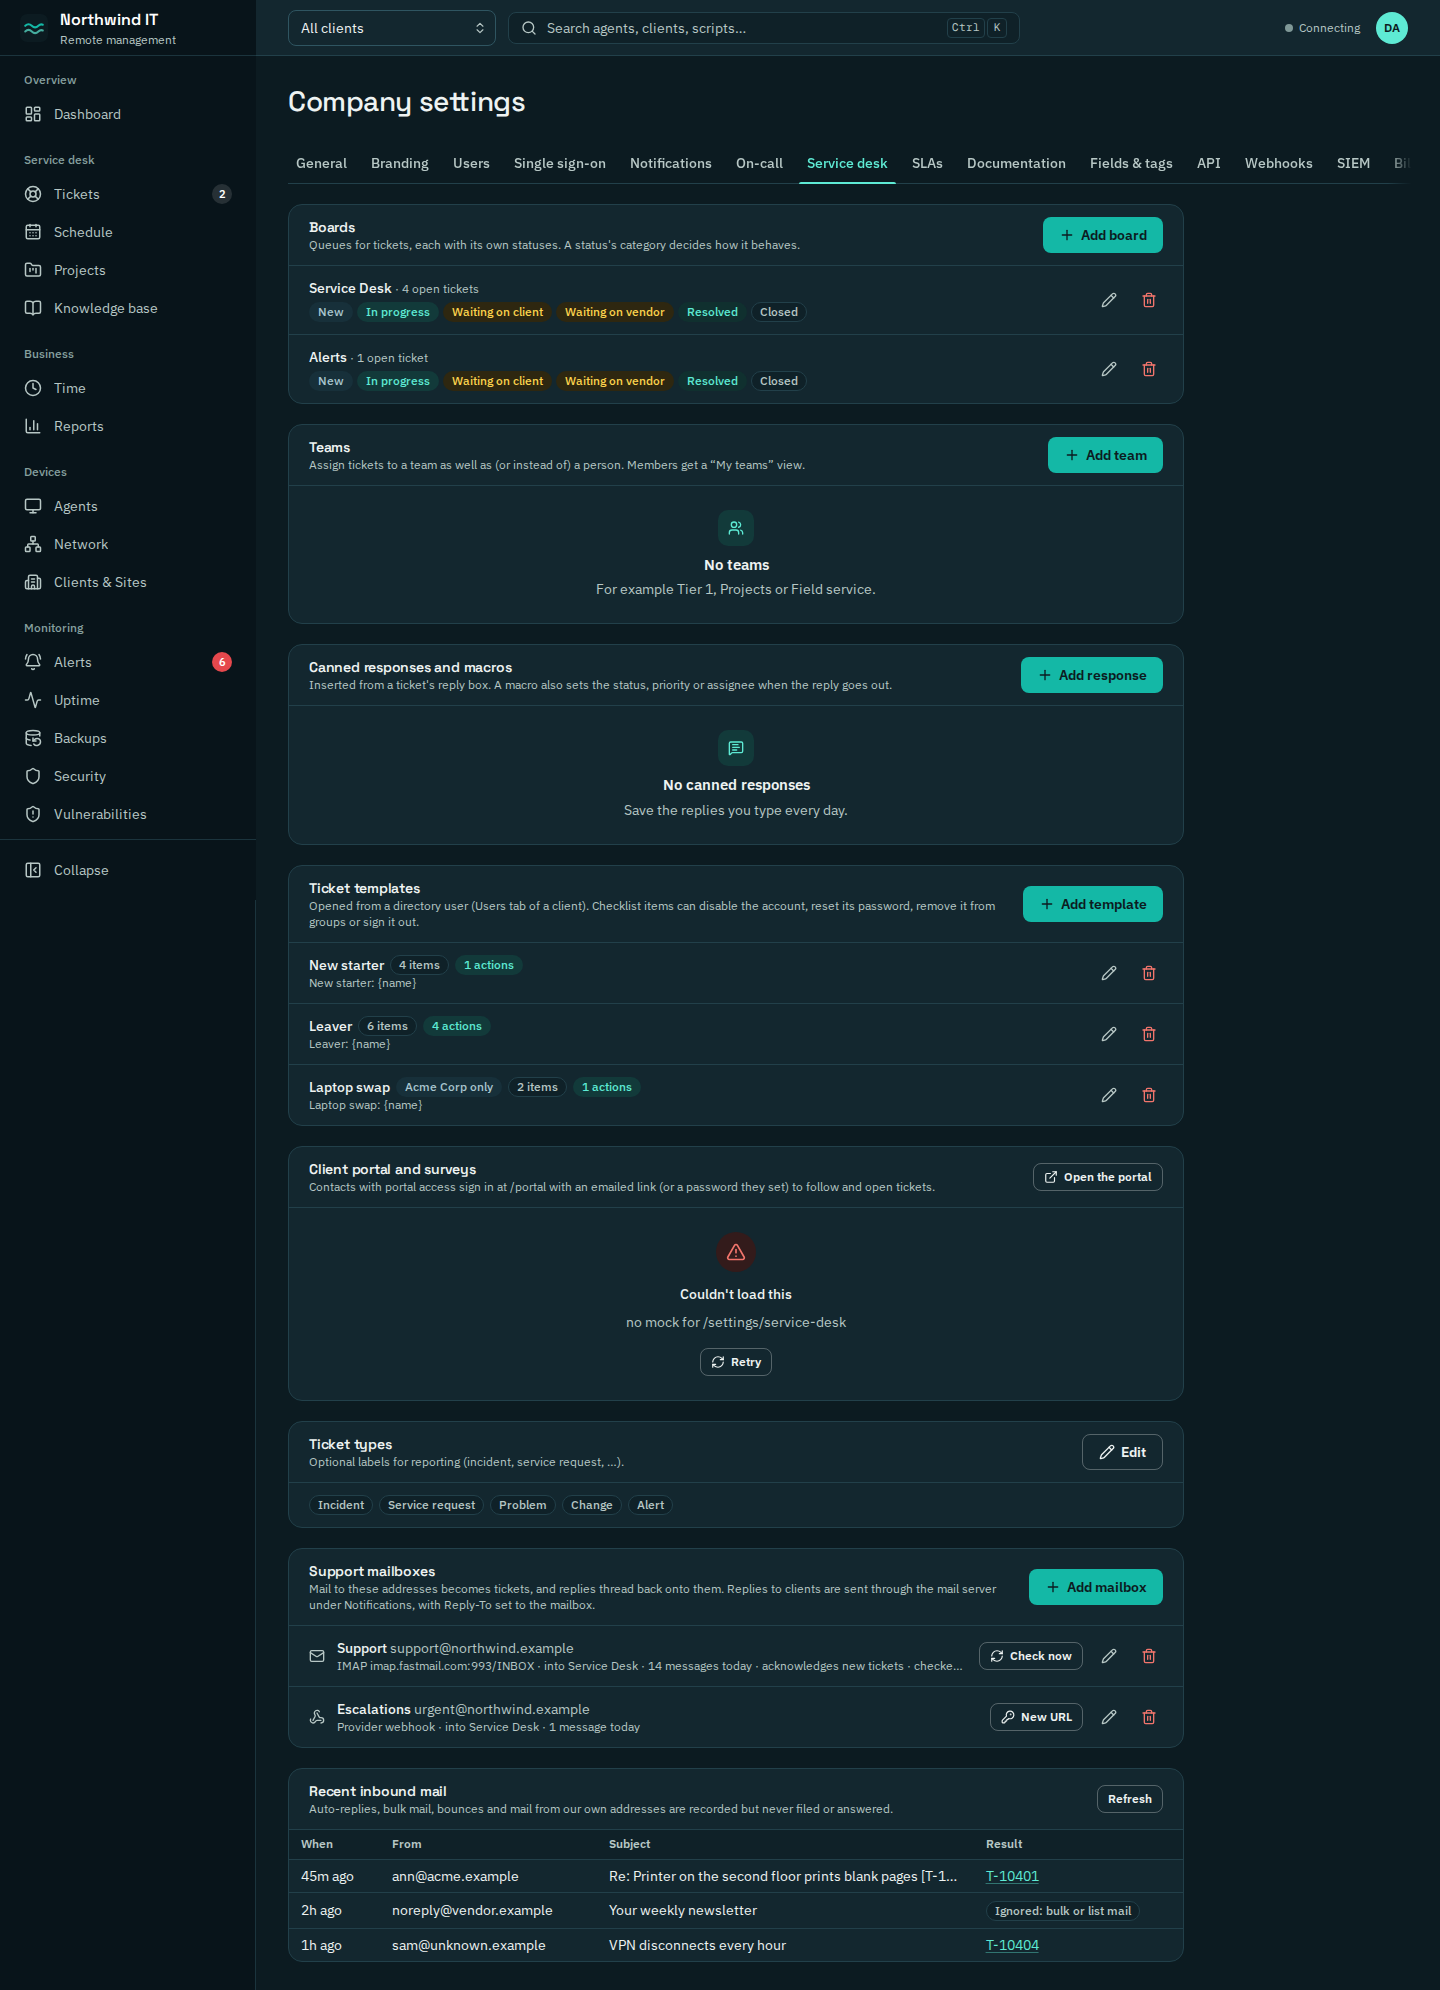 Northwind IT
Remote management
All clients
Search agents, clients, scripts...
Ctrl K
Connecting
DA
Overview
Dashboard
Service desk
Tickets 2
Schedule
Projects
Knowledge base
Business
Time
Reports
Devices
Agents
Network
Clients & Sites
Monitoring
Alerts 6
Uptime
Backups
Security
Vulnerabilities
Collapse
Company settings
General Branding Users Single sign-on Notifications On-call Service desk SLAs Documentation Fields & tags API Webhooks SIEM
Boards
Queues for tickets, each with its own statuses. A status's category decides how it behaves.
Add board
Service Desk · 4 open tickets
New In progress Waiting on client Waiting on vendor Resolved Closed
Alerts · 1 open ticket
New In progress Waiting on client Waiting on vendor Resolved Closed
Teams
Assign tickets to a team as well as (or instead of) a person. Members get a “My teams” view.
Add team
No teams
For example Tier 1, Projects or Field service.
Canned responses and macros
Inserted from a ticket's reply box. A macro also sets the status, priority or assignee when the reply goes out.
Add response
No canned responses
Save the replies you type every day.
Ticket templates
Opened from a directory user (Users tab of a client). Checklist items can disable the account, reset its password, remove it from
groups or sign it out.
Add template
New starter 4 items 1 actions
New starter: {name}
Leaver 6 items 4 actions
Leaver: {name}
Laptop swap Acme Corp only 2 items 1 actions
Laptop swap: {name}
Client portal and surveys
Contacts with portal access sign in at /portal with an emailed link (or a password they set) to follow and open tickets.
Open the portal
Couldn't load this
no mock for /settings/service-desk
Retry
Ticket types
Optional labels for reporting (incident, service request, ...).
Edit
Incident Service request Problem Change Alert
Support mailboxes
Mail to these addresses becomes tickets, and replies thread back onto them. Replies to clients are sent through the mail server
under Notifications, with Reply-To set to the mailbox.
Add mailbox
Support support@northwind.example
IMAP imap.fastmail.com:993/INBOX · into Service Desk · 14 messages today · acknowledges new tickets · checke...
Check now
Escalations urgent@northwind.example
Provider webhook · into Service Desk · 1 message today
New URL
Recent inbound mail
Auto-replies, bulk mail, bounces and mail from our own addresses are recorded but never filed or answered.
Refresh
When From Subject Result
45m ago ann@acme.example Re: Printer on the second floor prints blank pages [T-1... T-10401
2h ago noreply@vendor.example Your weekly newsletter Ignored: bulk or list mail
1h ago sam@unknown.example VPN disconnects every hour T-10404